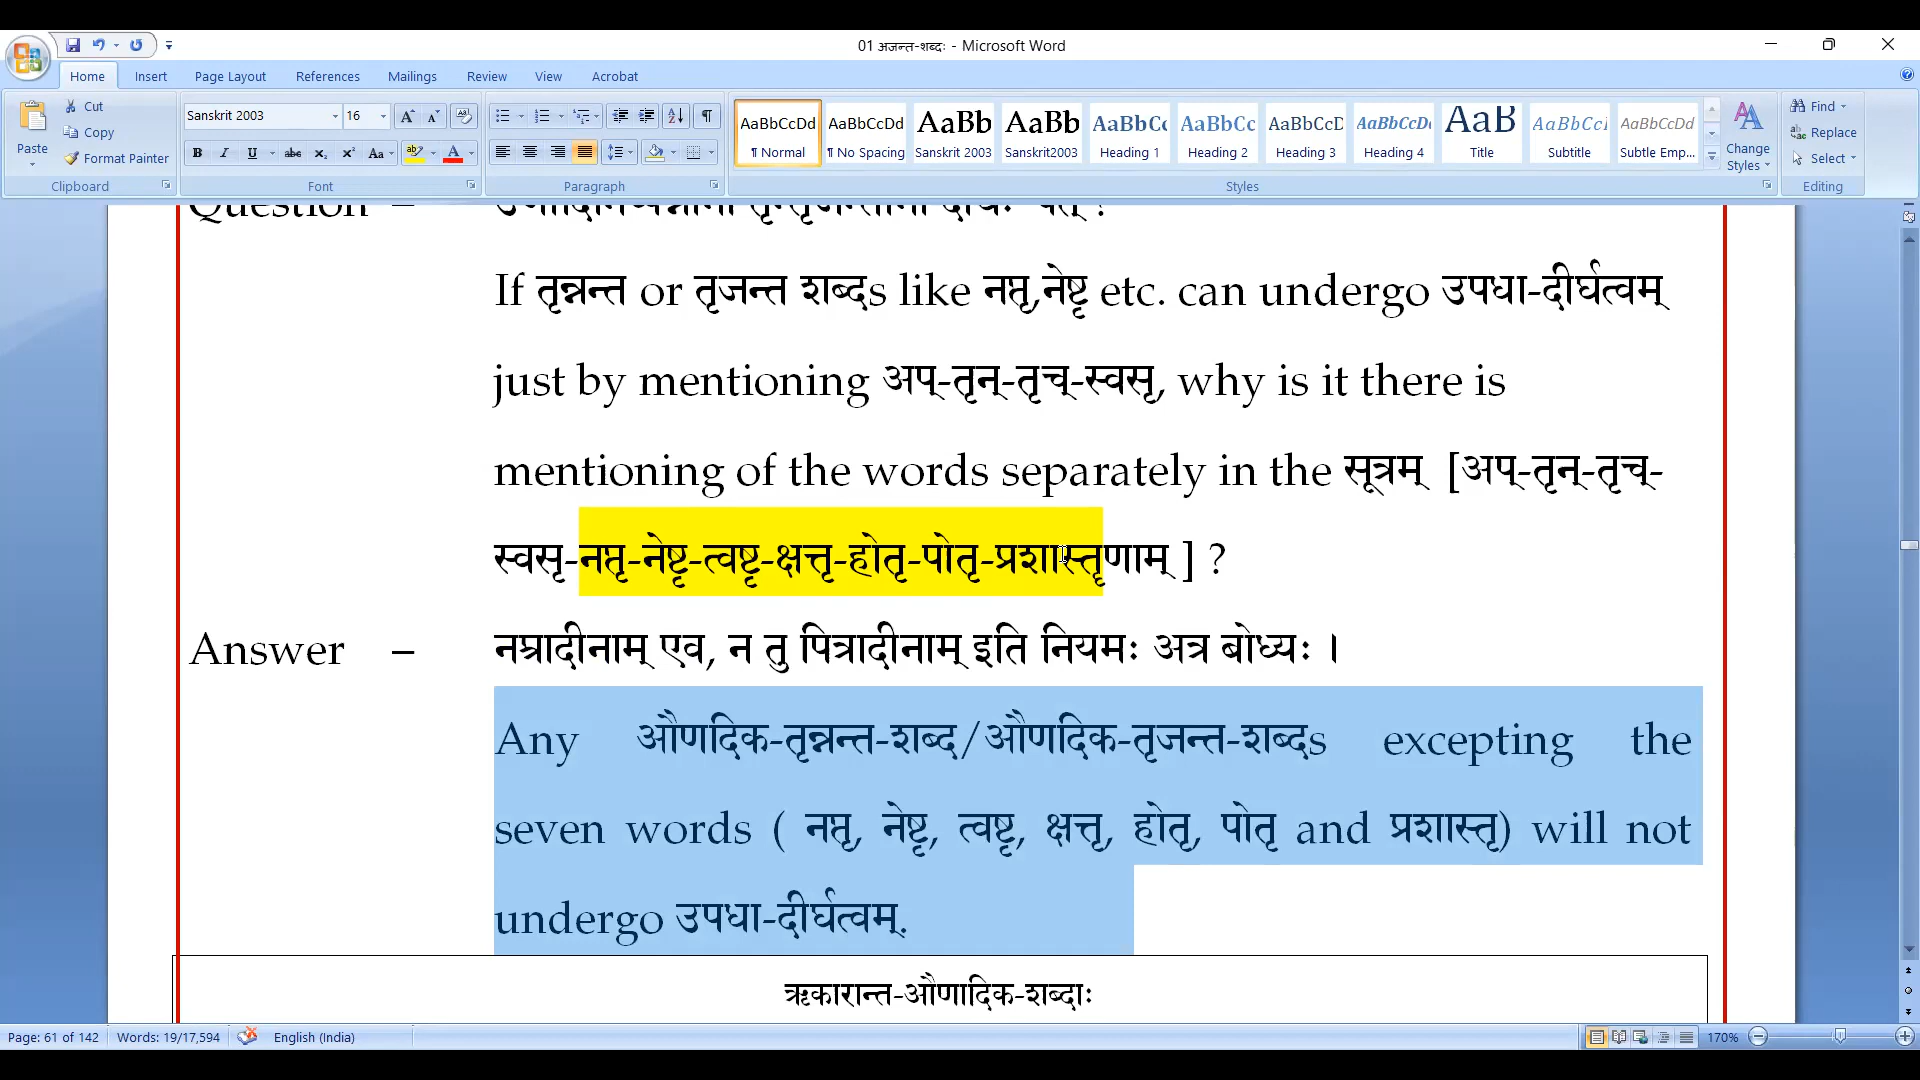 01 अजन्त-शब्दः - Microsoft Word
Home Insert Page Layout References Mailings Review View Acrobat
Paste Cut Copy Format Painter
Clipboard
Sanskrit 2003 16
Font
Paragraph
AaBbCcDd AaBbCcDd AaBb AaBb AaBbCc AaBbCc AaBbCcD AaBbCcD AaB AaBbCcI AaBbCcDd
¶ Normal ¶ No Spacing Sanskrit 2003 Sanskrit2003 Heading 1 Heading 2 Heading 3 Heading 4 Title Subtitle Subtle Emp...
Styles
Change Styles
Find Replace Select
Editing
Question –
If तृन्नन्त or तृजन्त शब्दs like नप्तृ,नेष्टृ etc. can undergo उपधा-दीर्घत्वम्
just by mentioning अप्-तृन्-तृच्-स्वसृ, why is it there is
mentioning of the words separately in the सूत्रम् [अप्-तृन्-तृच्-
स्वसृ-नप्तृ-नेष्टृ-त्वष्टृ-क्षत्तृ-होतृ-पोतृ-प्रशास्तॄणाम् ] ?
Answer – नप्त्रादीनाम् एव, न तु पित्रादीनाम् इति नियमः अत्र बोध्यः ।
Any औणदिक-तृन्नन्त-शब्द/औणदिक-तृजन्त-शब्दs excepting the
seven words ( नप्तृ, नेष्टृ, त्वष्टृ, क्षत्तृ, होतृ, पोतृ and प्रशास्तृ) will not
undergo उपधा-दीर्घत्वम्.
ऋकारान्त-औणादिक-शब्दाः
Page: 61 of 142 Words: 19/17,594 English (India) 170%